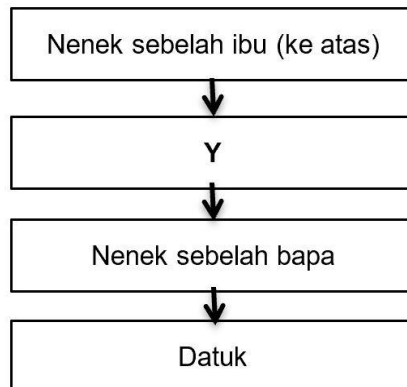 Nenek sebelah ibu (ke atas)
Y
Nenek sebelah bapa
Datuk